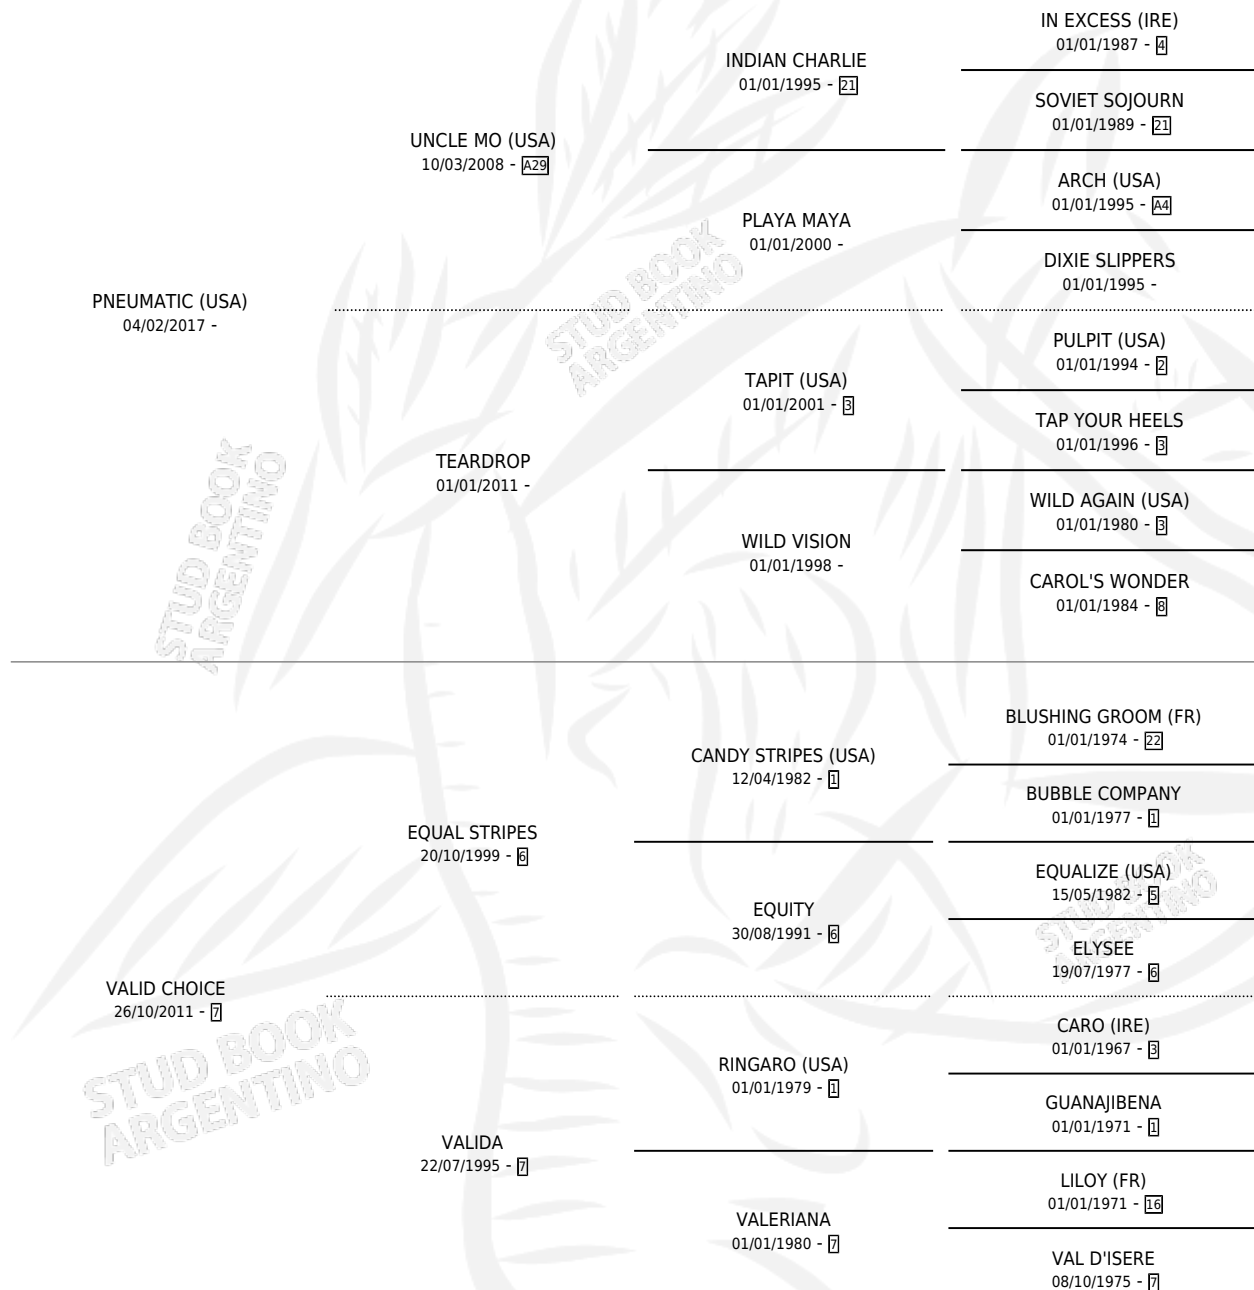 IN EXCESS (IRE)
01/01/1987 - 4
INDIAN CHARLIE
01/01/1995 - 21
SOVIET SOJOURN
01/01/1989 - 21
UNCLE MO (USA)
10/03/2008 - A29
ARCH (USA)
01/01/1995 - A4
PLAYA MAYA
01/01/2000 -
DIXIE SLIPPERS
01/01/1995 -
PNEUMATIC (USA)
04/02/2017 -
STUD BOOK
ARGENTINO
PULPIT (USA)
01/01/1994 - 2
TAPIT (USA)
01/01/2001 - 3
TAP YOUR HEELS
01/01/1996 - 3
TEARDROP
01/01/2011 -
WILD AGAIN (USA)
01/01/1980 - 3
WILD VISION
01/01/1998 -
CAROL'S WONDER
01/01/1984 - 8
STUD BOOK
ARGENTINO
BLUSHING GROOM (FR)
01/01/1974 - 22
CANDY STRIPES (USA)
12/04/1982 - 1
BUBBLE COMPANY
01/01/1977 - 1
EQUAL STRIPES
20/10/1999 - 6
EQUALIZE (USA)
15/05/1982 - 5
STUD BOOK
ARGENTINO
EQUITY
30/08/1991 - 6
ELYSEE
19/07/1977 - 6
VALID CHOICE
26/10/2011 - 7
CARO (IRE)
01/01/1967 - 3
RINGARO (USA)
01/01/1979 - 1
GUANAJIBENA
01/01/1971 - 1
STUD BOOK
ARGENTINO
VALIDA
22/07/1995 - 7
LILOY (FR)
01/01/1971 - 16
VALERIANA
01/01/1980 - 7
VAL D'ISERE
08/10/1975 - 7